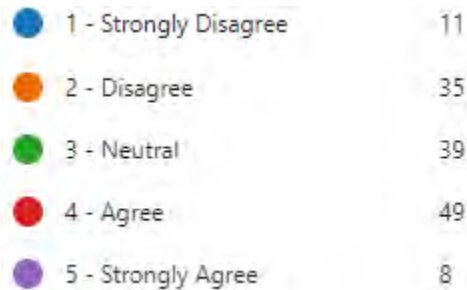 1 - Strongly Disagree 11
2 - Disagree 35
3 - Neutral 39
4 - Agree 49
5 - Strongly Agree 8